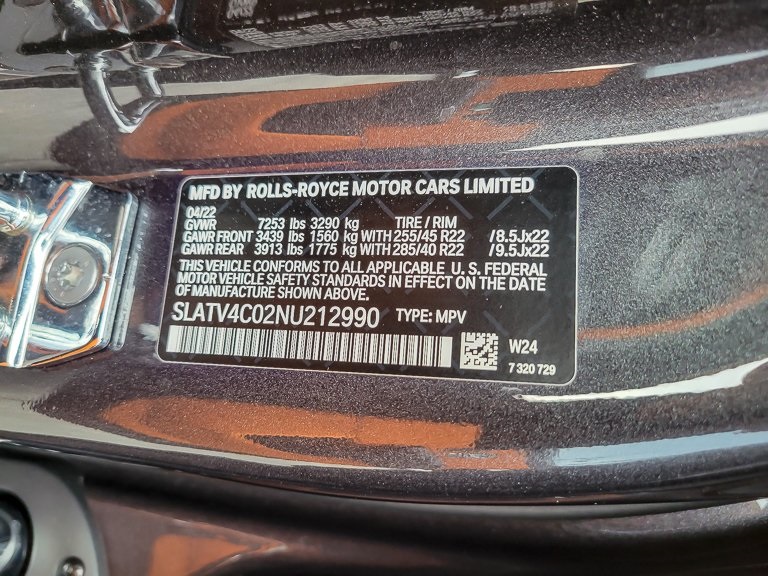 MFD BY ROLLS-ROYCE MOTOR CARS LIMITED
04/22
GVWR 7253 lbs 3290 kg TIRE / RIM
GAWR FRONT 3439 lbs 1560 kg WITH 255/45 R22 /8.5Jx22
GAWR REAR 3913 lbs 1775 kg WITH 285/40 R22 /9.5Jx22
THIS VEHICLE CONFORMS TO ALL APPLICABLE U.S. FEDERAL
MOTOR VEHICLE SAFETY STANDARDS IN EFFECT ON THE DATE
OF MANUFACTURE SHOWN ABOVE.
SLATV4C02NU212990 TYPE: MPV
W24
7 320 729